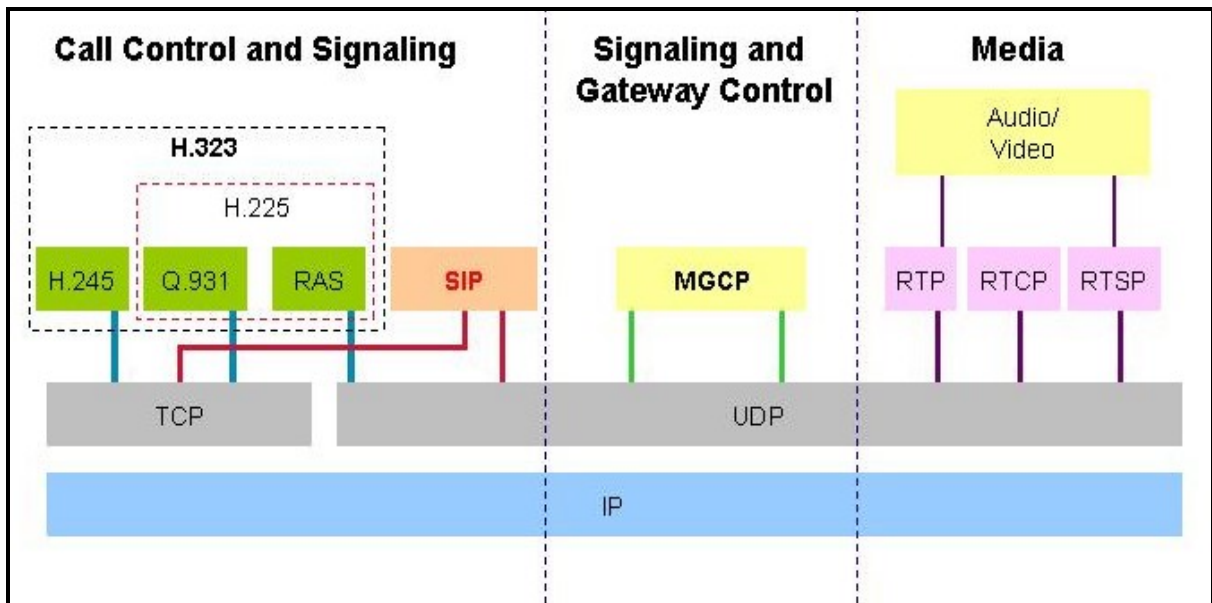 Call Control and Signaling
Signaling and
Gateway Control
Media
Audio/
Video
H.323
H.225
H.245
Q.931
RAS
SIP
MGCP
RTP
RTCP
RTSP
TCP
UDP
IP